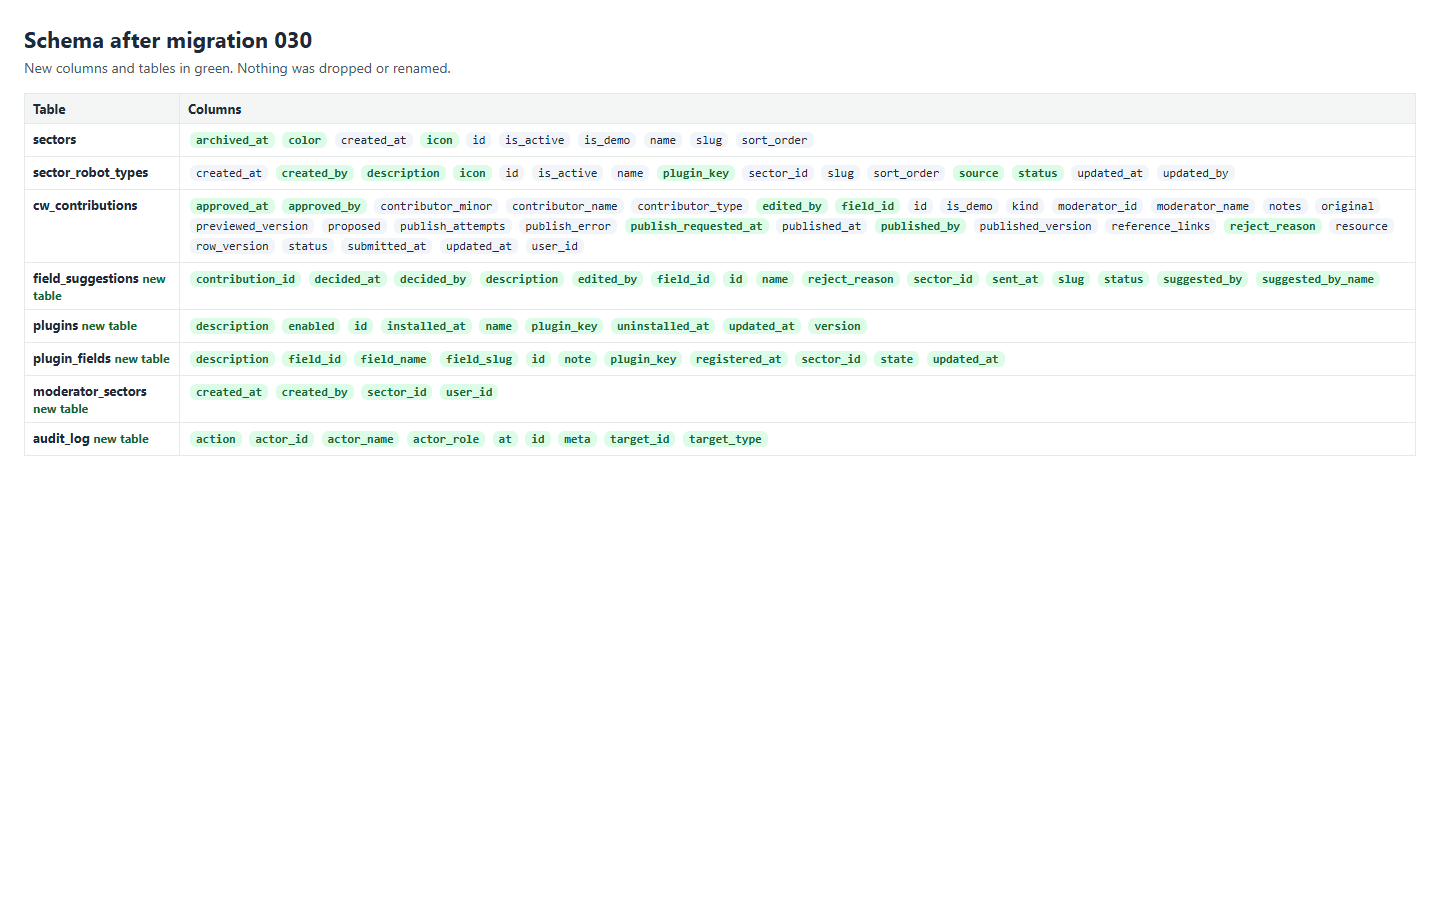 Schema after migration 030
New columns and tables in green. Nothing was dropped or renamed.
Table Columns
sectors archived_at color created_at icon id is_active is_demo name slug sort_order
sector_robot_types created_at created_by description icon id is_active name plugin_key sector_id slug sort_order source status updated_at updated_by
cw_contributions approved_at approved_by contributor_minor contributor_name contributor_type edited_by field_id id is_demo kind moderator_id moderator_name notes original
previewed_version proposed publish_attempts publish_error publish_requested_at published_at published_by published_version reference_links reject_reason resource
row_version status submitted_at updated_at user_id
field_suggestions new contribution_id decided_at decided_by description edited_by field_id id name reject_reason sector_id sent_at slug status suggested_by suggested_by_name
table
plugins new table description enabled id installed_at name plugin_key uninstalled_at updated_at version
plugin_fields new table description field_id field_name field_slug id note plugin_key registered_at sector_id state updated_at
moderator_sectors created_at created_by sector_id user_id
new table
audit_log new table action actor_id actor_name actor_role at id meta target_id target_type